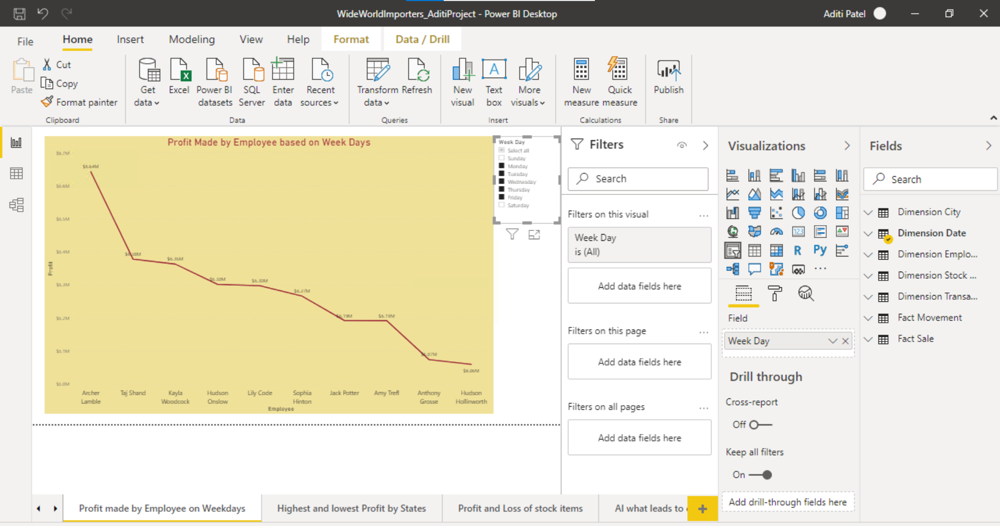 WideWorldImporters_AditiProject - Power BI Desktop
Aditi Patel
File
Home
Insert
Modeling
View
Help
Format
Data / Drill
Paste
Cut
Copy
Format painter
Clipboard
Get data
Excel
Power BI datasets
SQL Server
Enter data
Recent sources
Data
Transform data
Refresh
Queries
New visual
Text box
More visuals
Insert
New measure
Quick measure
Calculations
Publish
Share
Profit Made by Employee based on Week Days
Profit
$6.7M
$6.6M
$6.5M
$6.4M
$6.3M
$6.2M
$6.1M
$6.0M
$6.64M
$6.38M
$6.36M
$6.30M
$6.30M
$6.27M
$6.19M
$6.19M
$6.07M
$6.06M
Archer Lamble
Taj Shand
Kayla Woodcock
Hudson Onslow
Lily Code
Sophia Hinton
Jack Potter
Amy Trefl
Anthony Grosse
Hudson Hollinworth
Employee
Week Day
Select all
Sunday
Monday
Tuesday
Wednesday
Thursday
Friday
Saturday
Filters
Search
Filters on this visual
...
Week Day
is (All)
Add data fields here
Filters on this page
...
Add data fields here
Filters on all pages
...
Add data fields here
Visualizations
123
R
Py
...
Field
Week Day
Drill through
Cross-report
Off
Keep all filters
On
Add drill-through fields here
Fields
Search
Dimension City
Dimension Date
Dimension Emplo...
Dimension Stock ...
Dimension Transa...
Fact Movement
Fact Sale
Profit made by Employee on Weekdays
Highest and lowest Profit by States
Profit and Loss of stock items
AI what leads to
+